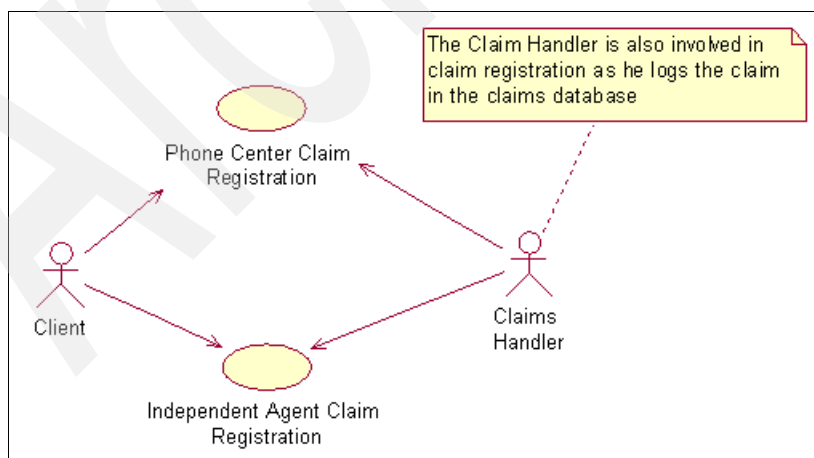 The Claim Handler is also involved in
claim registration as he logs the claim
in the claims database
Phone Center Claim
Registration
Client
Claims
Handler
Independent Agent Claim
Registration